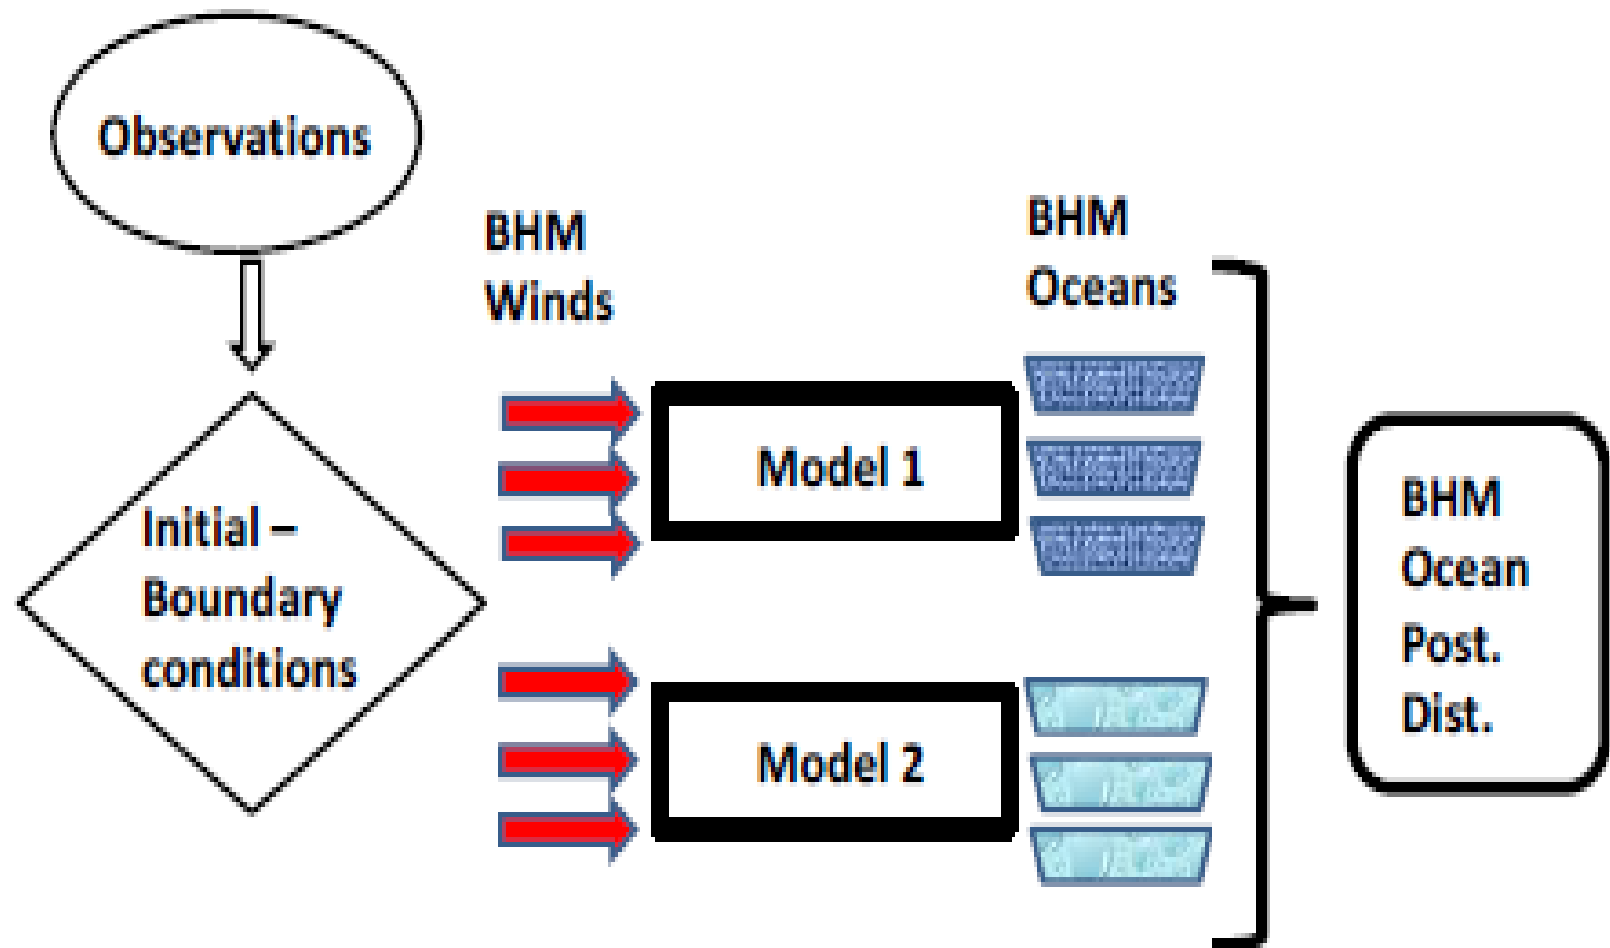 Observations
BHM
Winds
BHM
Oceans
Initial –
Boundary
conditions
Model 1
Model 2
BHM
Ocean
Post.
Dist.